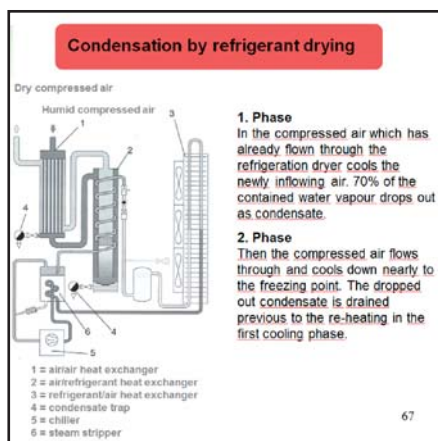 Condensation by refrigerant drying
Dry compressed air
Humid compressed air
1
2
3
4
4
6
5
1. Phase
In the compressed air which has
already flown through the
refrigeration dryer cools the
newly inflowing air. 70% of the
contained water vapour drops out
as condensate.
2. Phase
Then the compressed air flows
through and cools down nearly to
the freezing point. The dropped
out condensate is drained
previous to the re-heating in the
first cooling phase.
1 = air/air heat exchanger
2 = air/refrigerant heat exchanger
3 = refrigerant/air heat exchanger
4 = condensate trap
5 = chiller
6 = steam stripper
67